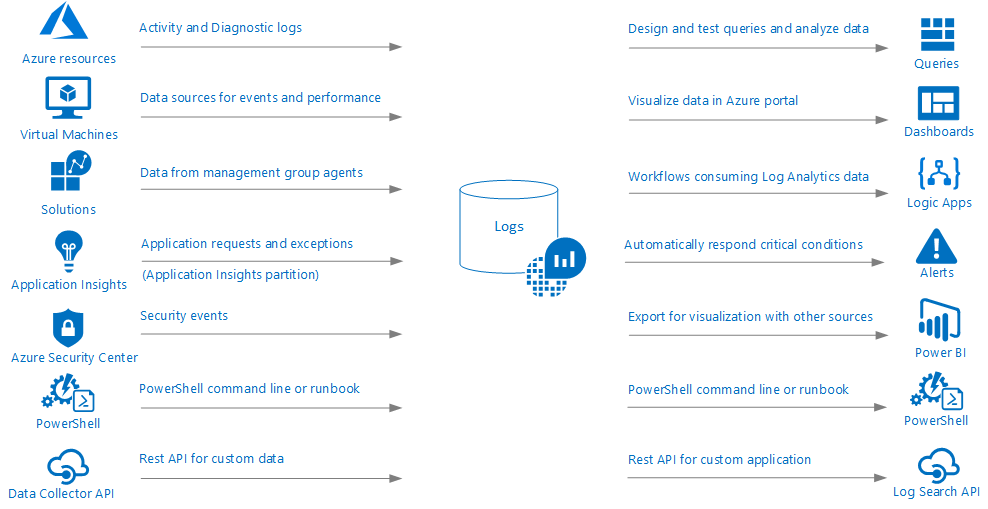 Activity and Diagnostic logs
Azure resources
Data sources for events and performance
Virtual Machines
Data from management group agents
Solutions
Application requests and exceptions
(Application Insights partition)
Application Insights
Security events
Azure Security Center
PowerShell command line or runbook
PowerShell
Rest API for custom data
Data Collector API
Logs
Design and test queries and analyze data
Queries
Visualize data in Azure portal
Dashboards
Workflows consuming Log Analytics data
Logic Apps
Automatically respond critical conditions
Alerts
Export for visualization with other sources
Power BI
PowerShell command line or runbook
PowerShell
Rest API for custom application
Log Search API